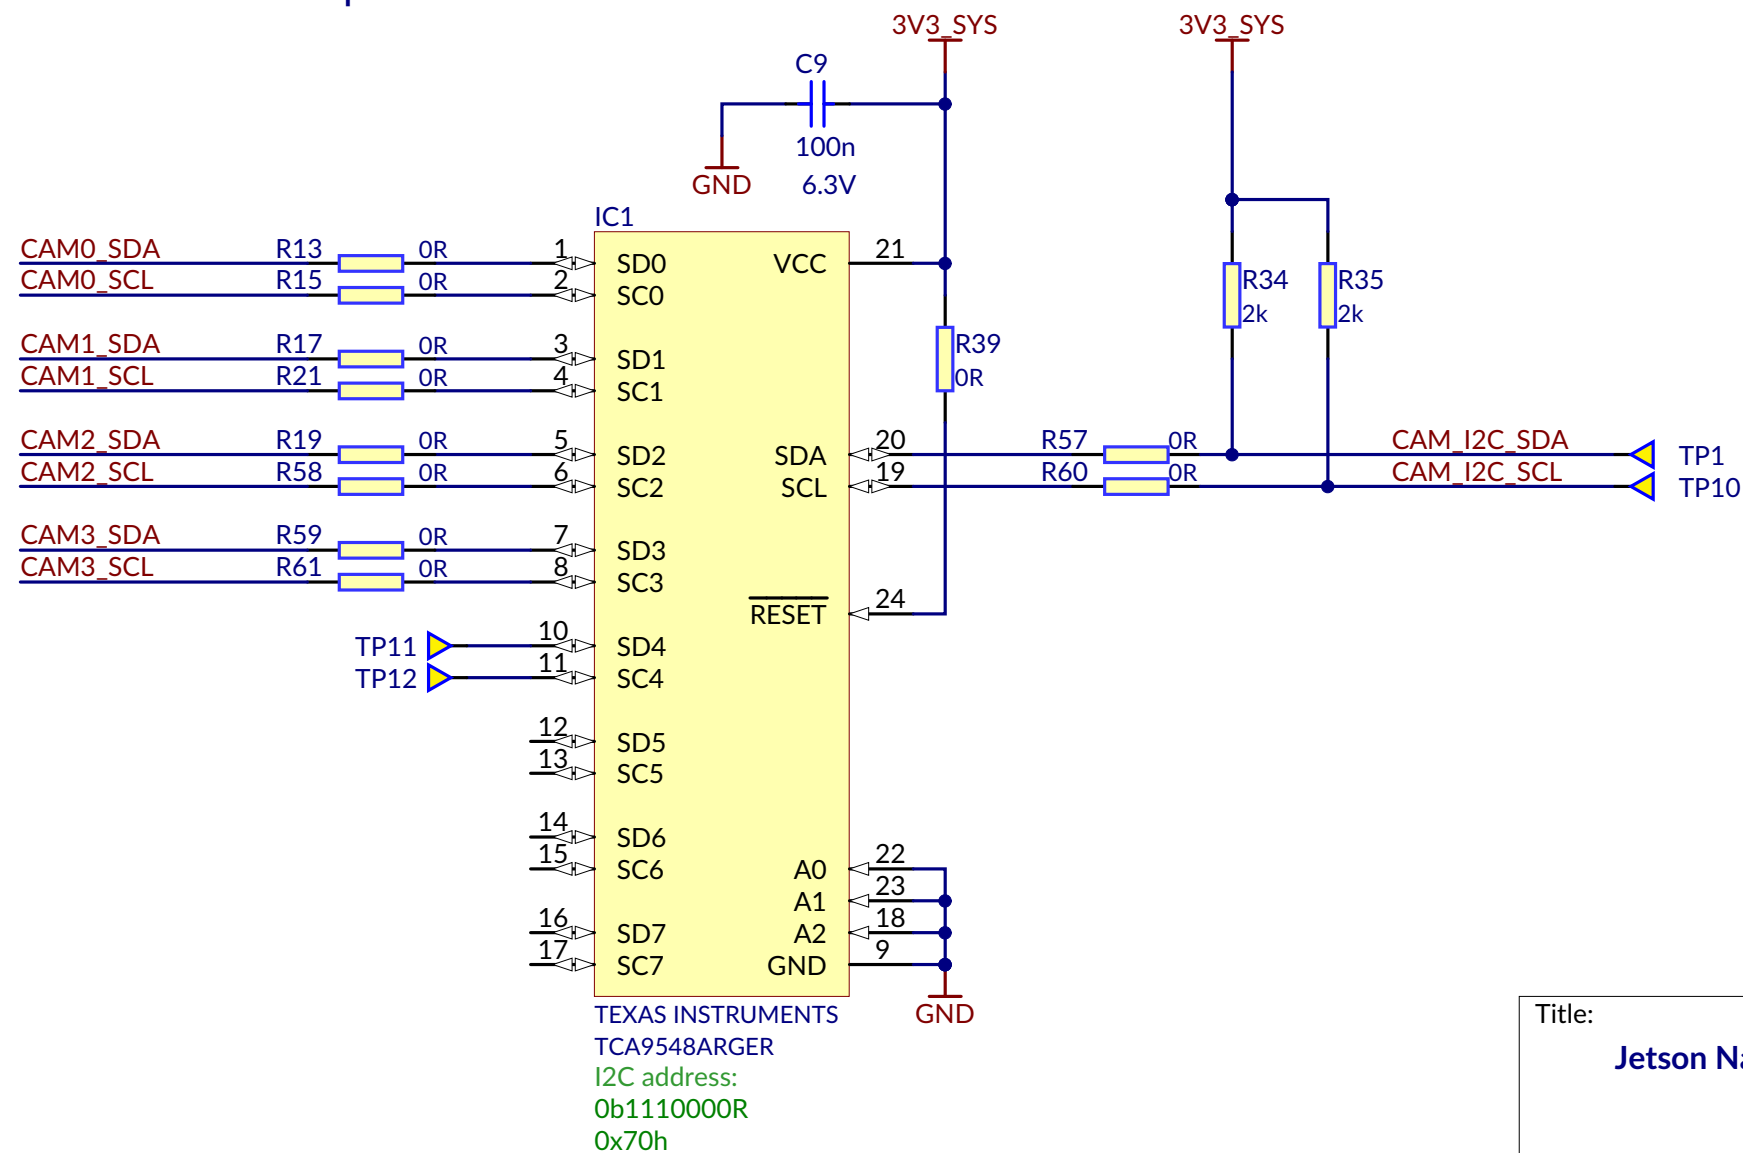 3V3_SYS
3V3_SYS
C9
100n
6.3V
GND
IC1
CAM0_SDA R13 0R 1 SD0 VCC 21
CAM0_SCL R15 0R 2 SC0
R34
2k
R35
2k
CAM1_SDA R17 0R 3 SD1
CAM1_SCL R21 0R 4 SC1
R39
0R
CAM2_SDA R19 0R 5 SD2 SDA 20 R57 0R CAM_I2C_SDA TP1
CAM2_SCL R58 0R 6 SC2 SCL 19 R60 0R CAM_I2C_SCL TP10
CAM3_SDA R59 0R 7 SD3
CAM3_SCL R61 0R 8 SC3
RESET 24
TP11 10 SD4
TP12 11 SC4
12 SD5
13 SC5
14 SD6
15 SC6 A0 22
A1 23
16 SD7 A2 18
17 SC7 GND 9
GND
TEXAS INSTRUMENTS
TCA9548ARGER
I2C address:
0b1110000R
0x70h
Title:
Jetson